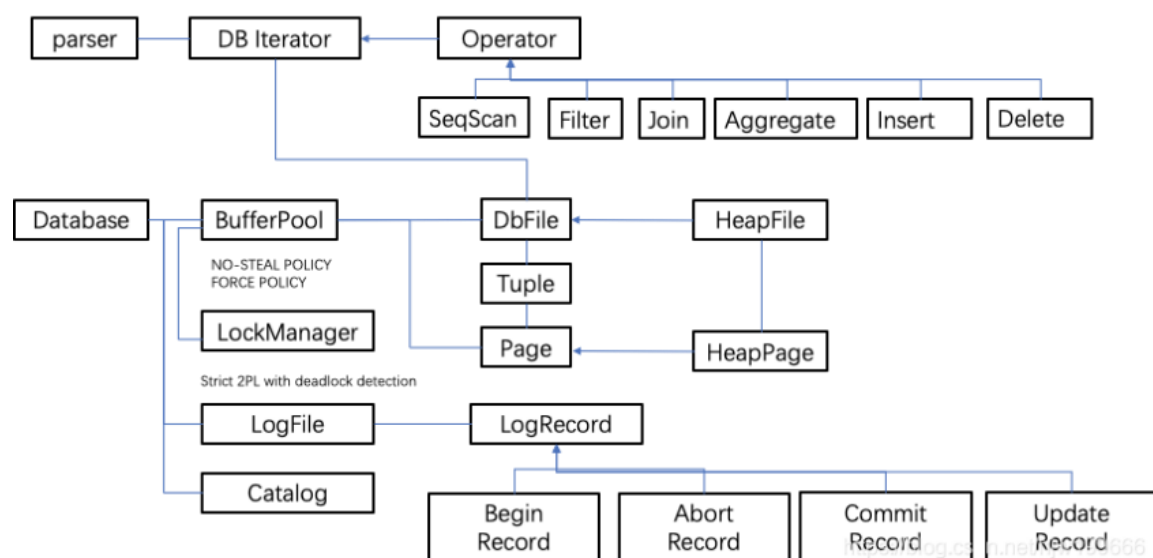 parser
DB Iterator
Operator
SeqScan
Filter
Join
Aggregate
Insert
Delete
Database
BufferPool
DbFile
HeapFile
NO-STEAL POLICY
FORCE POLICY
Tuple
LockManager
Page
HeapPage
Strict 2PL with deadlock detection
LogFile
LogRecord
Catalog
Begin
Record
Abort
Record
Commit
Record
Update
Record